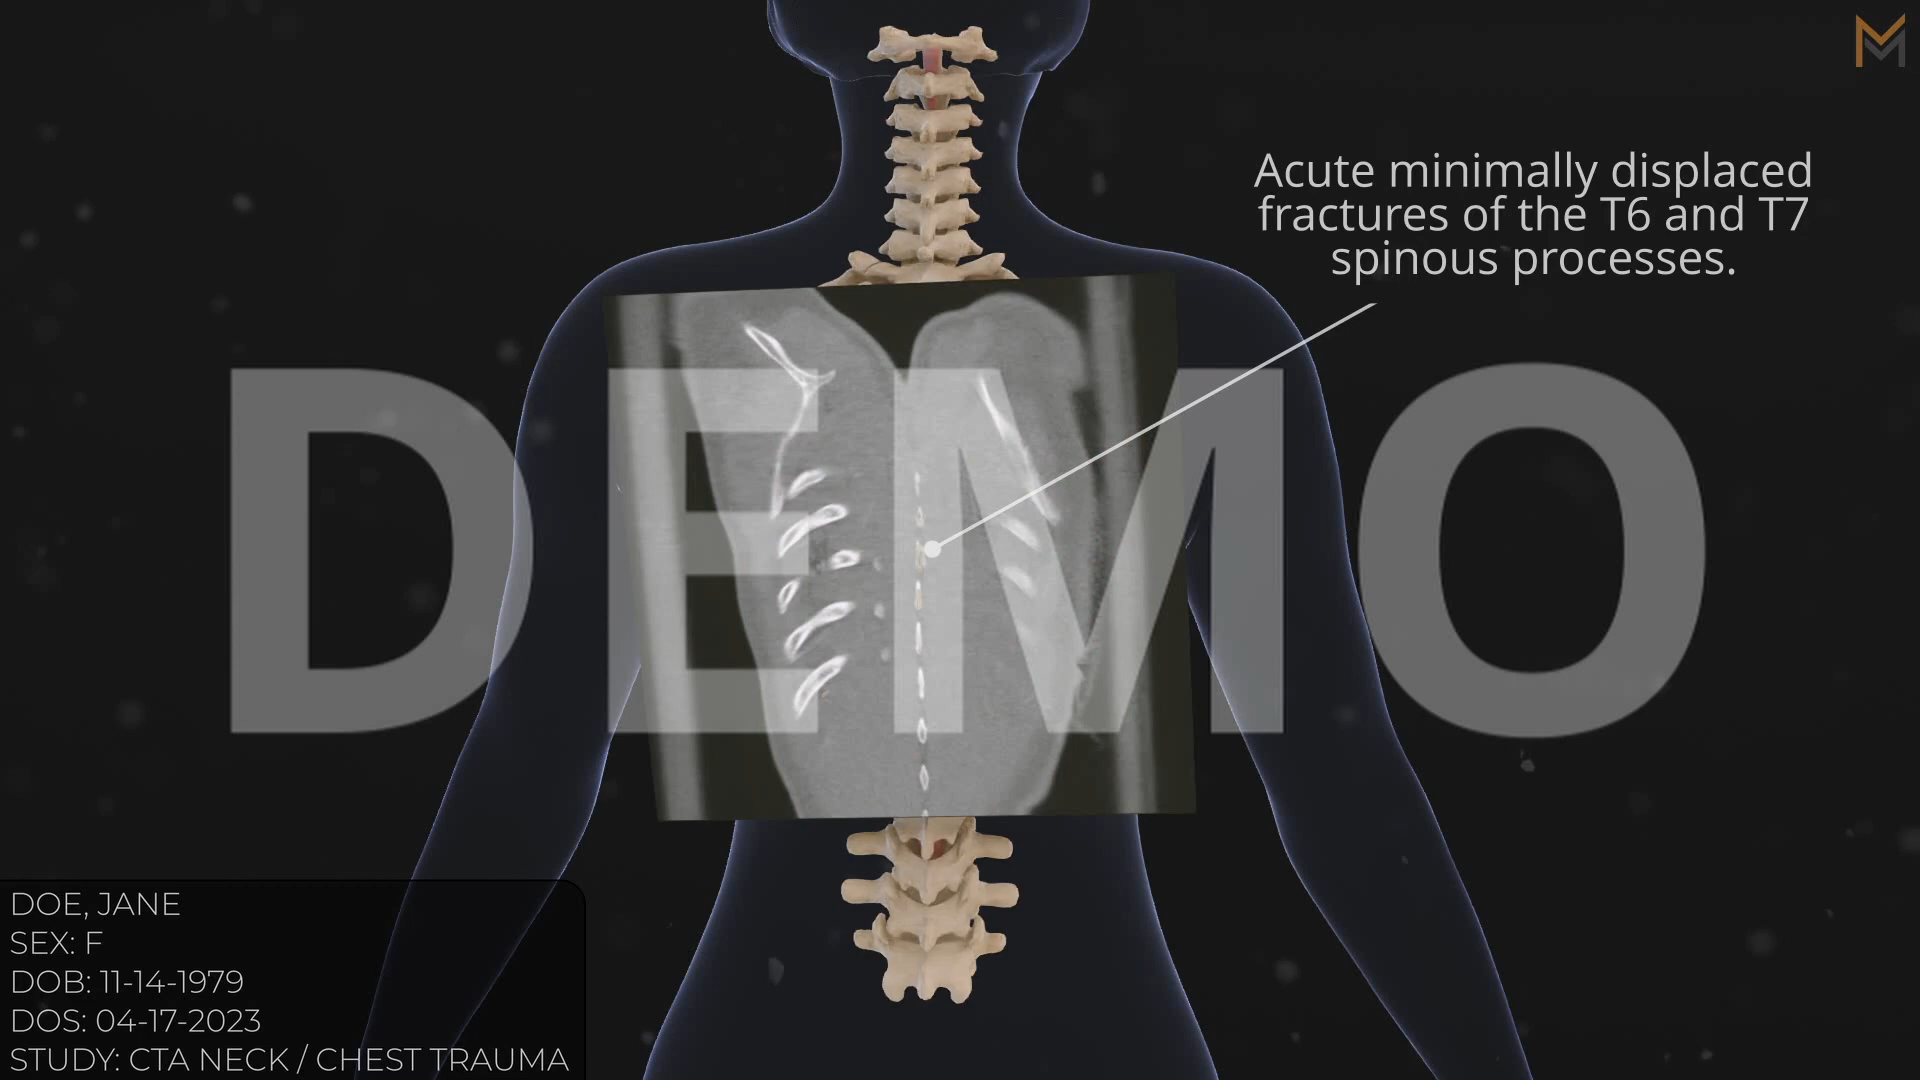 Acute minimally displaced
fractures of the T6 and T7
spinous processes.
DEMO
DOE, JANE
SEX: F
DOB: 11-14-1979
DOS: 04-17-2023
STUDY: CTA NECK / CHEST TRAUMA